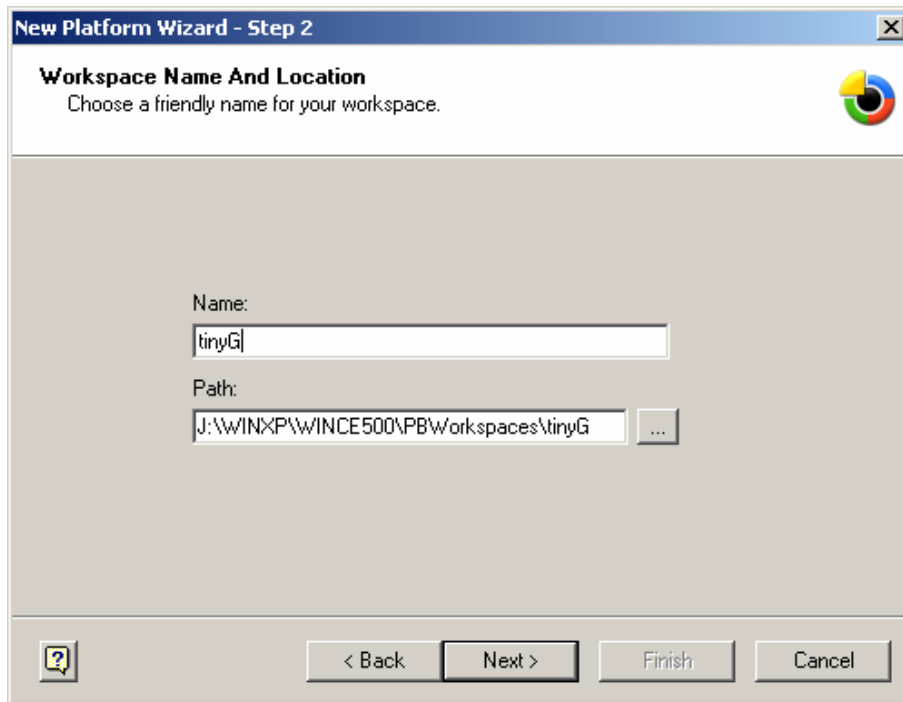 New Platform Wizard - Step 2
Workspace Name And Location
Choose a friendly name for your workspace.
Name:
tinyG
Path:
J:\WINXP\WINCE500\PBWorkspaces\tinyG
...
< Back
Next >
Finish
Cancel